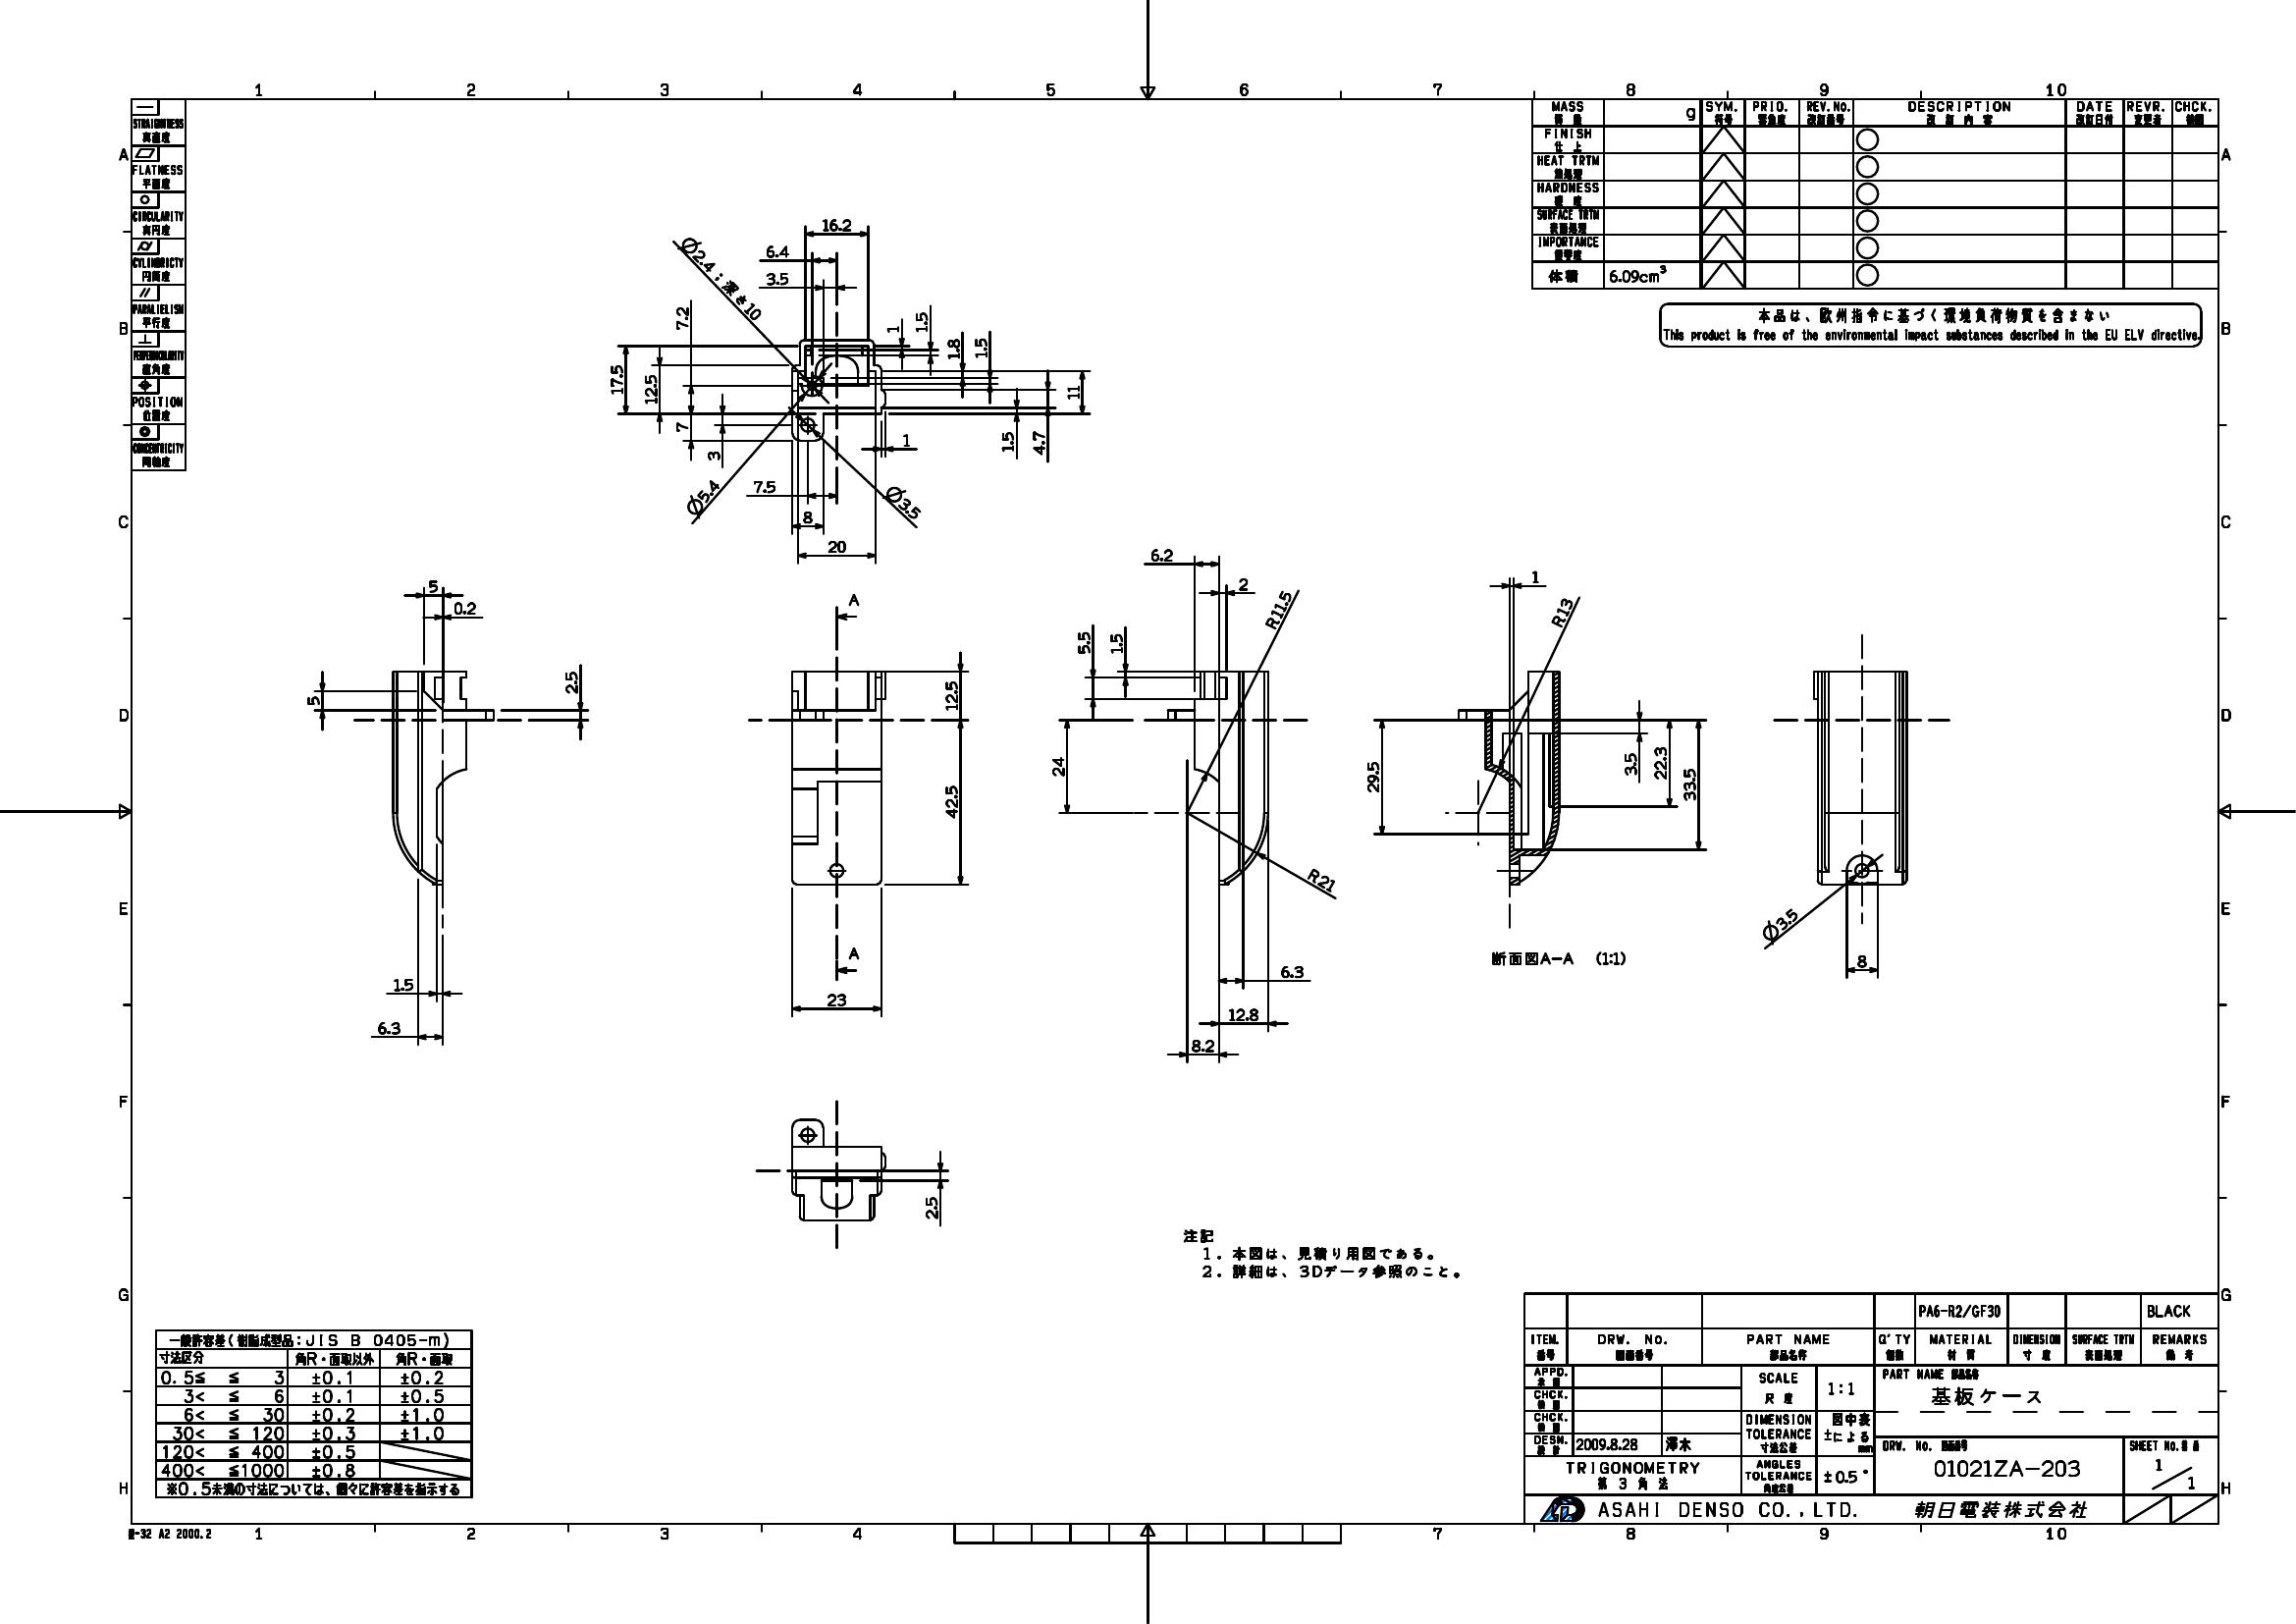 1 2 3 4 5 6 7 8 9 10
A
B
C
D
E
F
G
H
STRAIGHTNESS
真直度
FLATNESS
平面度
CIRCULARITY
真円度
CYLINDRICTY
円筒度
PARALLELISM
平行度
PERPENDICULARITY
直角度
POSITION
位置度
CONCENTRICITY
同軸度
MASS g SYM. PRIO. REV.No. DESCRIPTION DATE REVR. CHCK.
質 量 符号 改訂番号 改 訂 内 容 改訂日付 変更者
FINISH
仕 上
HEAT TRTM
熱処理
HARDNESS
硬 度
SURFACE TRTM
表面処理
IMPORTANCE
重要度
体積 6.09cm³
本品は、欧州指令に基づく環境負荷物質を含まない
This product is free of the environmental impact substances described in the EU ELV directive.
16.2
6.4
3.5
Ø2.4:深さ10
7.2
17.5
12.5
7
3
1
1.5
1.8
1.5
11
1.5
4.7
1
Ø5.4
7.5
Ø3.5
8
20
5
0.2
5
2.5
1.5
6.3
A
12.5
42.5
A
23
6.2
2
R11.5
5.5
1.5
24
R21
6.3
12.8
8.2
1
R13
29.5
3.5
22.3
33.5
断面図A-A (1:1)
Ø3.5
8
2.5
注記
1. 本図は、見積り用図である。
2. 詳細は、3Dデータ参照のこと。
一般許容差(樹脂成型品:JIS B 0405-m)
寸法区分 角R・面取以外 角R・面取
0.5≦ ≦ 3 ±0.1 ±0.2
3< ≦ 6 ±0.1 ±0.5
6< ≦ 30 ±0.2 ±1.0
30< ≦ 120 ±0.3 ±1.0
120< ≦ 400 ±0.5
400< ≦1000 ±0.8
※0.5未満の寸法については、個々に許容差を指示する
PA6-R2/GF30 BLACK
ITEM. DRW. No. PART NAME Q'TY MATERIAL DIMENSION SURFACE TRTM REMARKS
番号 図面番号 部品名称 個数 材 質 寸 度 表面処理 備 考
APPD.
CHCK.
CHCK.
DESN. 2009.8.28 澤木
SCALE
尺 度
1:1
DIMENSION
TOLERANCE
寸法公差
図中表
±による
mm
ANGLES
TOLERANCE
角度公差
±0.5°
TRIGONOMETRY
第 3 角 法
PART NAME 部品名称
基板ケース
DRW. No. 図面番号
01021ZA-203
SHEET No.
1
1
ASAHI DENSO CO.,LTD. 朝日電装株式会社
-32 A2 2000.2
1 2 3 4 7 8 9 10